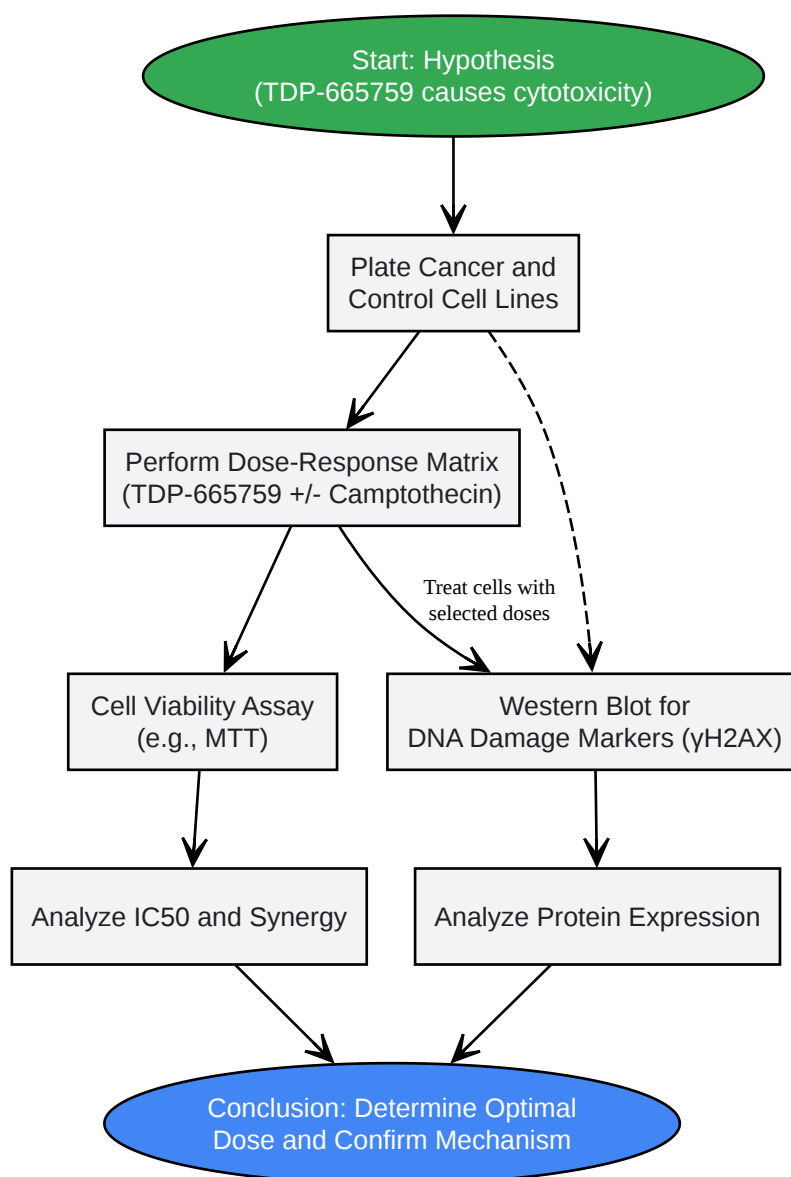 Start: Hypothesis
(TDP-665759 causes cytotoxicity)
Plate Cancer and
Control Cell Lines
Perform Dose-Response Matrix
(TDP-665759 +/- Camptothecin)
Treat cells with
selected doses
Cell Viability Assay
(e.g., MTT)
Western Blot for
DNA Damage Markers (γH2AX)
Analyze IC50 and Synergy
Analyze Protein Expression
Conclusion: Determine Optimal
Dose and Confirm Mechanism